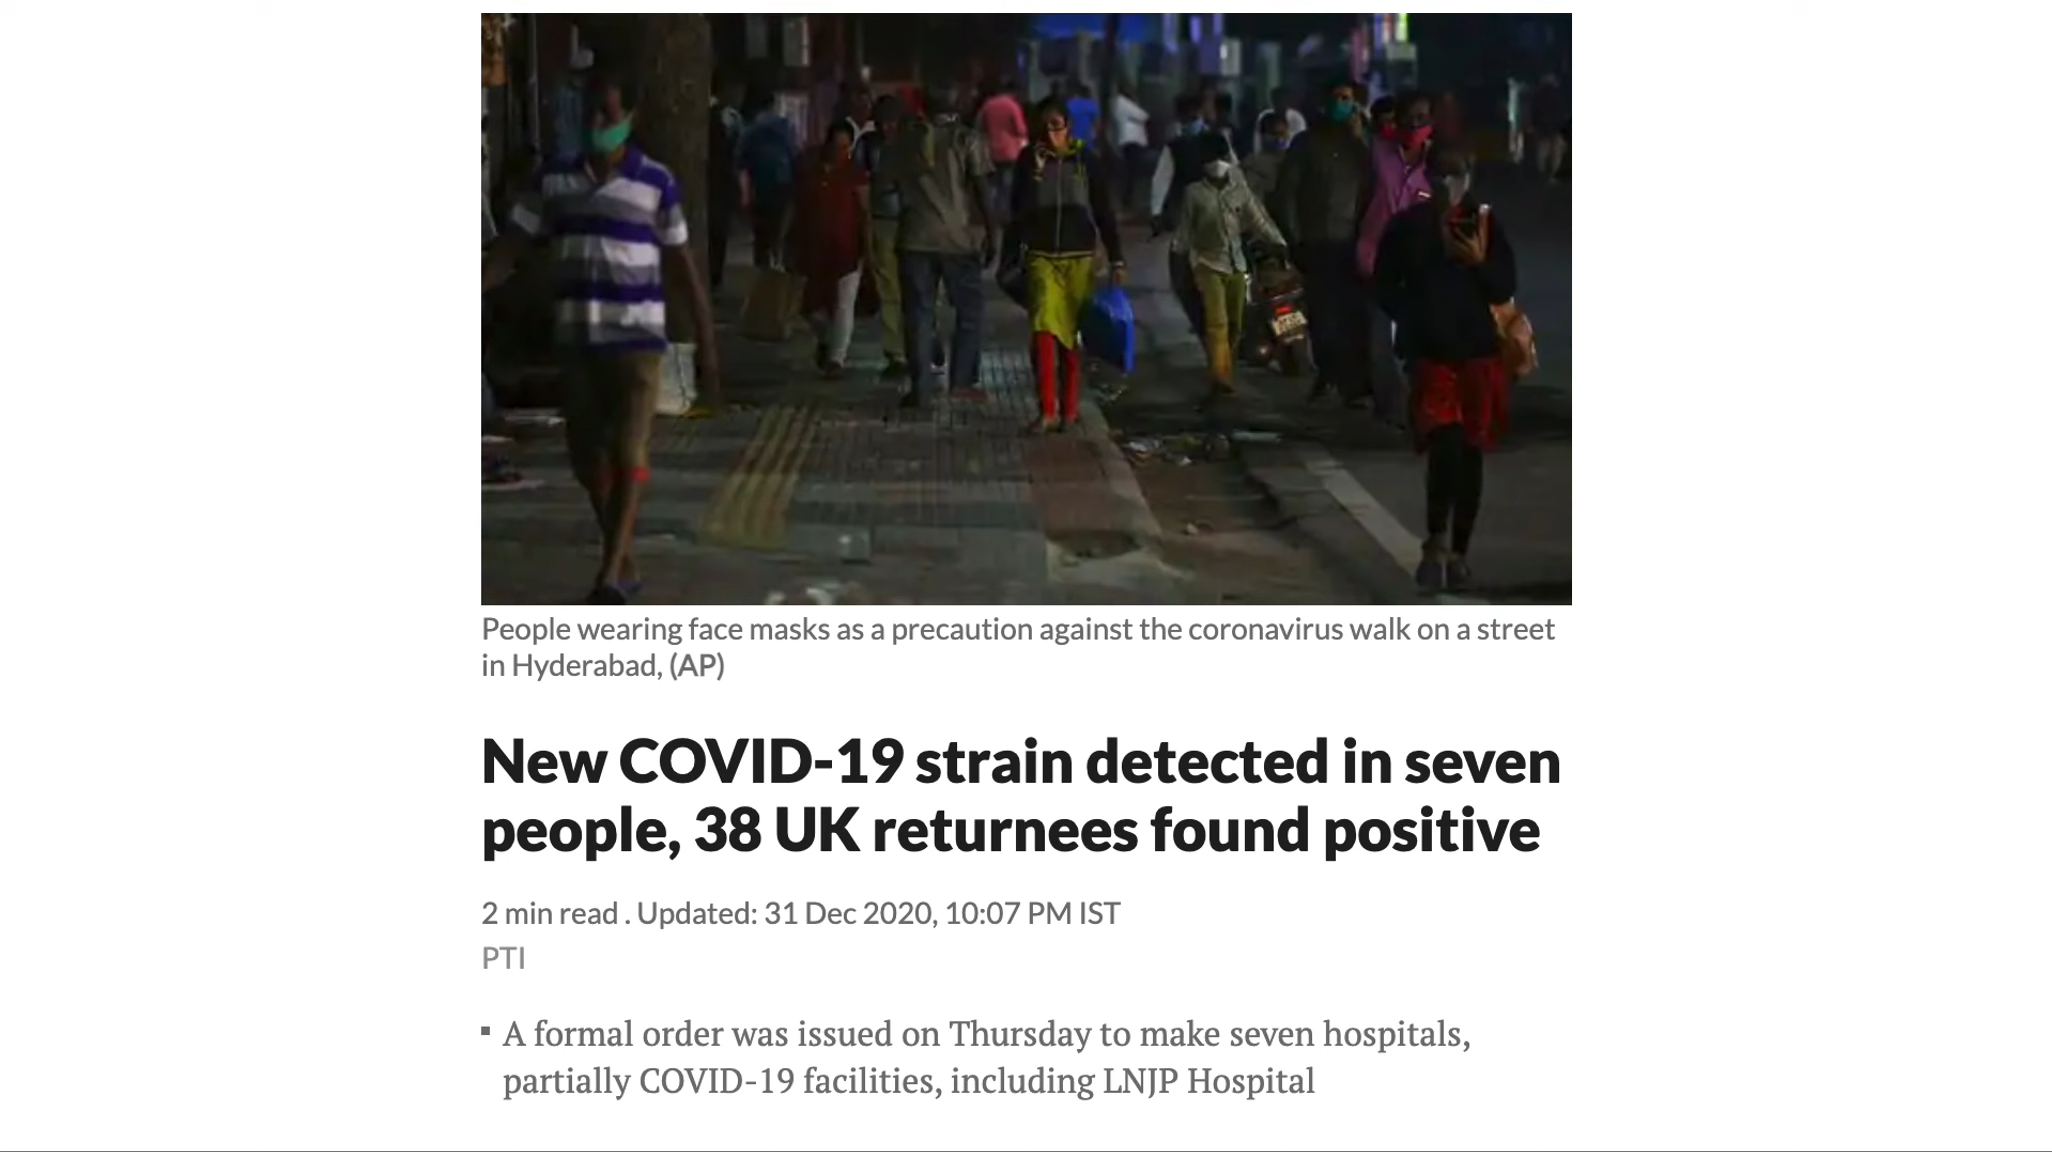 People wearing face masks as a precaution against the coronavirus walk on a street
in Hyderabad, (AP)
New COVID-19 strain detected in seven
people, 38 UK returnees found positive
2 min read . Updated: 31 Dec 2020, 10:07 PM IST
PTI
▪ A formal order was issued on Thursday to make seven hospitals,
partially COVID-19 facilities, including LNJP Hospital